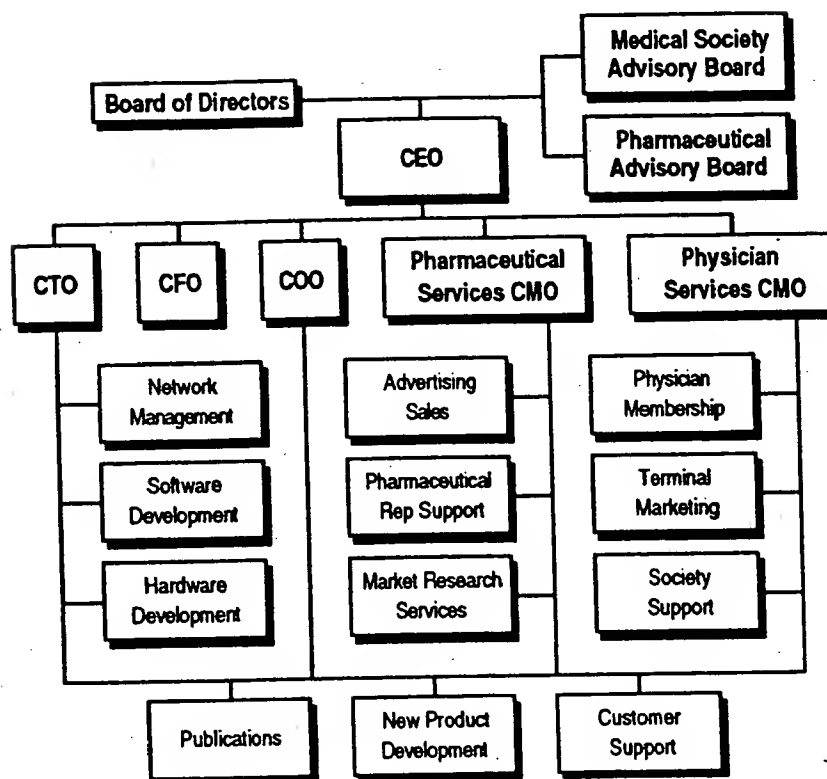 Medical Society
Advisory Board
Board of Directors
CEO
Pharmaceutical
Advisory Board
CTO
CFO
COO
Pharmaceutical
Services CMO
Physician
Services CMO
Network
Management
Advertising
Sales
Physician
Membership
Software
Development
Pharmaceutical
Rep Support
Terminal
Marketing
Hardware
Development
Market Research
Services
Society
Support
Publications
New Product
Development
Customer
Support